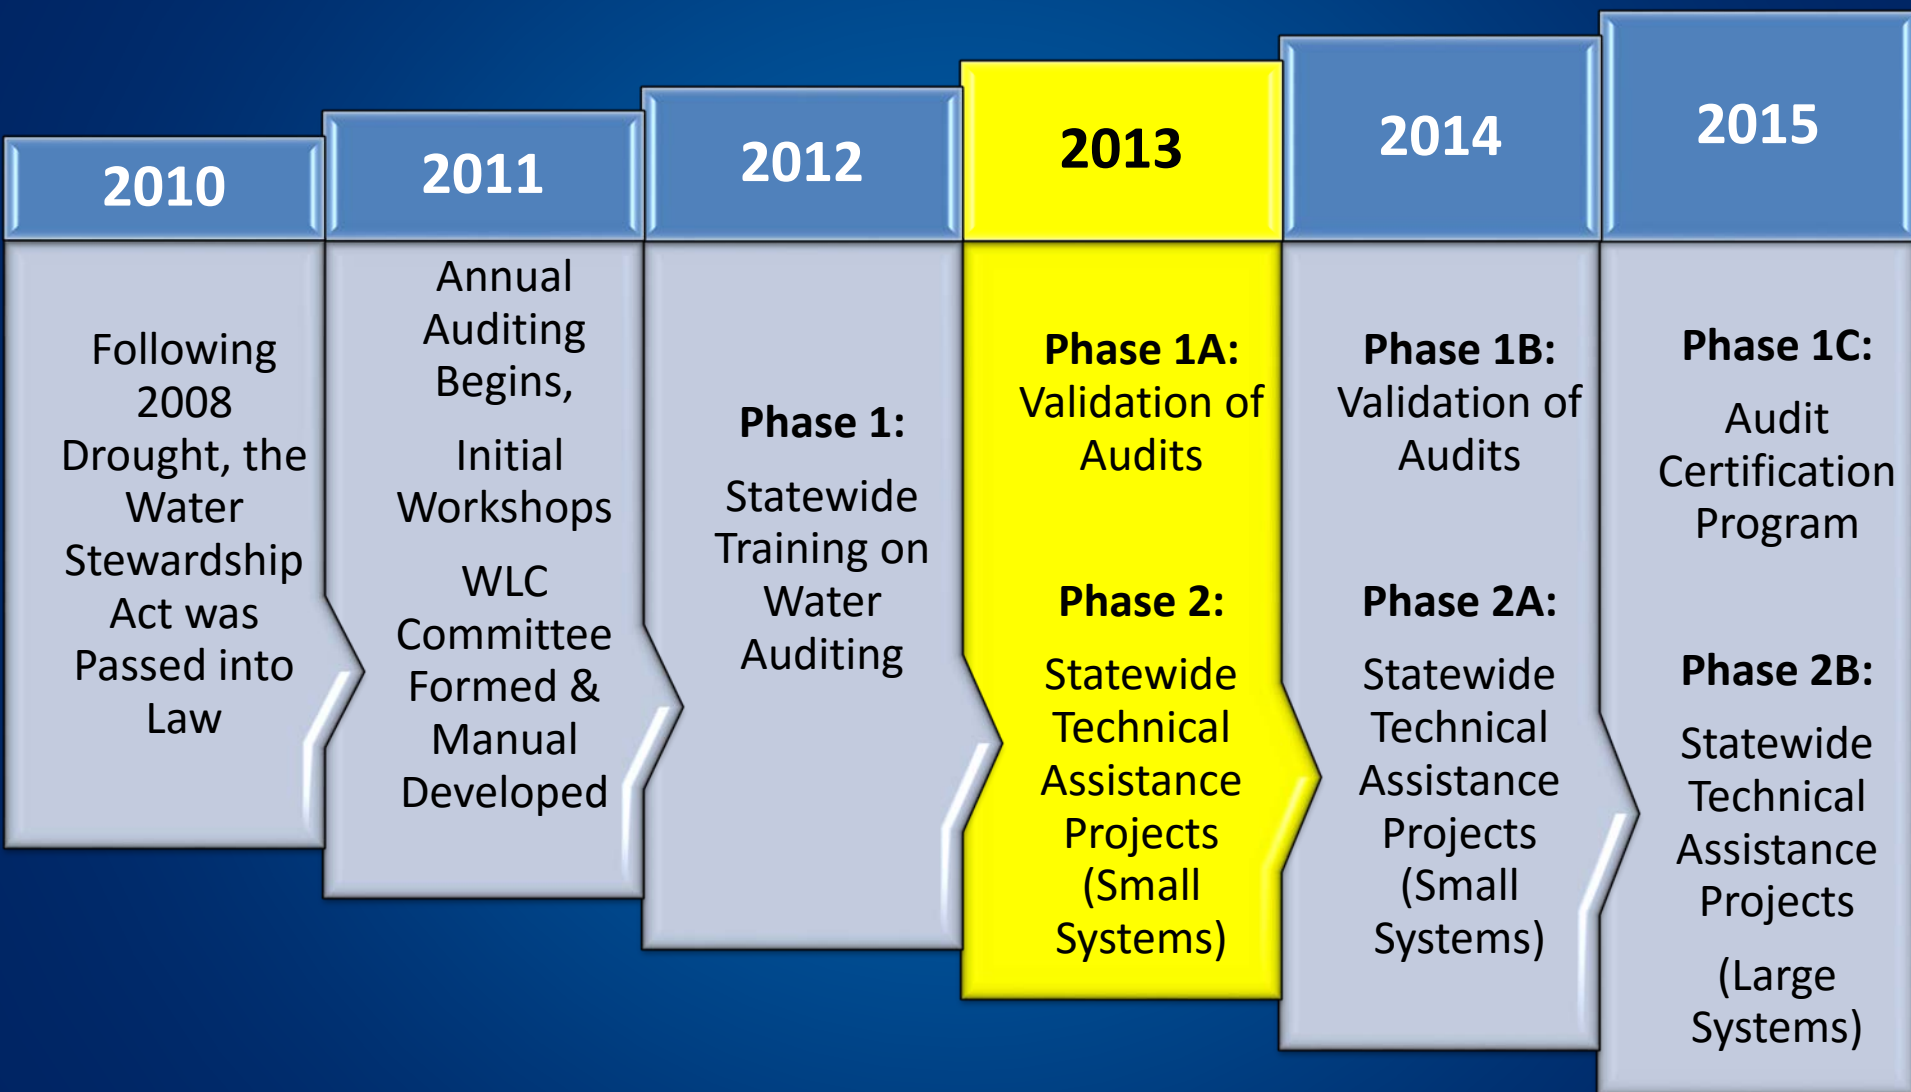 2010
Following
2008
Drought, the
Water
Stewardship
Act was
Passed into
Law
2011
Annual
Auditing
Begins,
Initial
Workshops
WLC
Committee
Formed &
Manual
Developed
2012
Phase 1:
Statewide
Training on
Water
Auditing
2013
Phase 1A:
Validation of
Audits
Phase 2:
Statewide
Technical
Assistance
Projects
(Small
Systems)
2014
Phase 1B:
Validation of
Audits
Phase 2A:
Statewide
Technical
Assistance
Projects
(Small
Systems)
2015
Phase 1C:
Audit
Certification
Program
Phase 2B:
Statewide
Technical
Assistance
Projects
(Large
Systems)